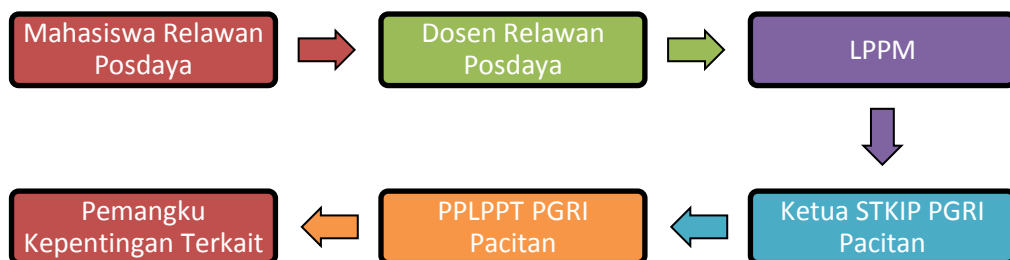 Mahasiswa Relawan
Posdaya
Dosen Relawan
Posdaya
LPPM
Pemangku
Kepentingan Terkait
PPLPPT PGRI
Pacitan
Ketua STKIP PGRI
Pacitan